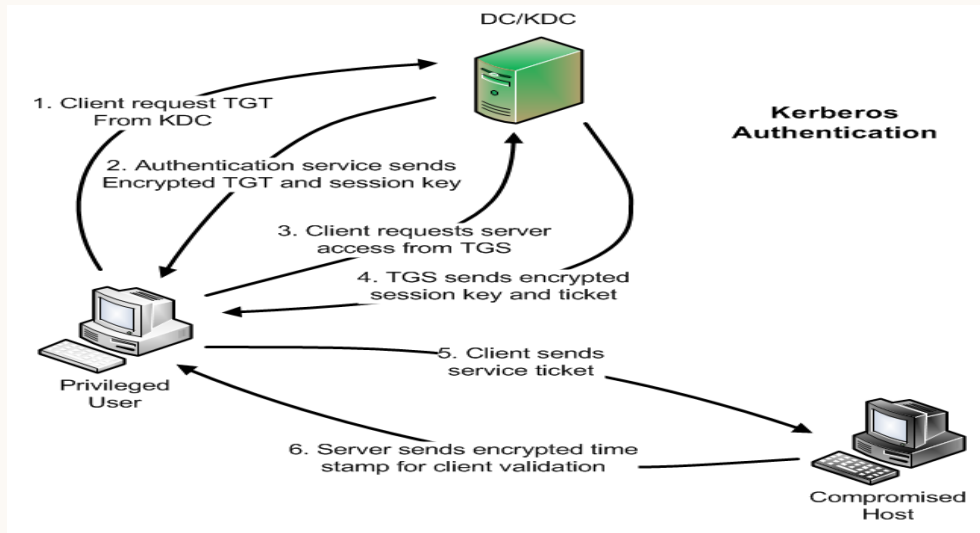 DC/KDC
Kerberos
Authentication
1. Client request TGT
From KDC
2. Authentication service sends
Encrypted TGT and session key
3. Client requests server
access from TGS
4. TGS sends encrypted
session key and ticket
Privileged
User
5. Client sends
service ticket
6. Server sends encrypted time
stamp for client validation
Compromised
Host